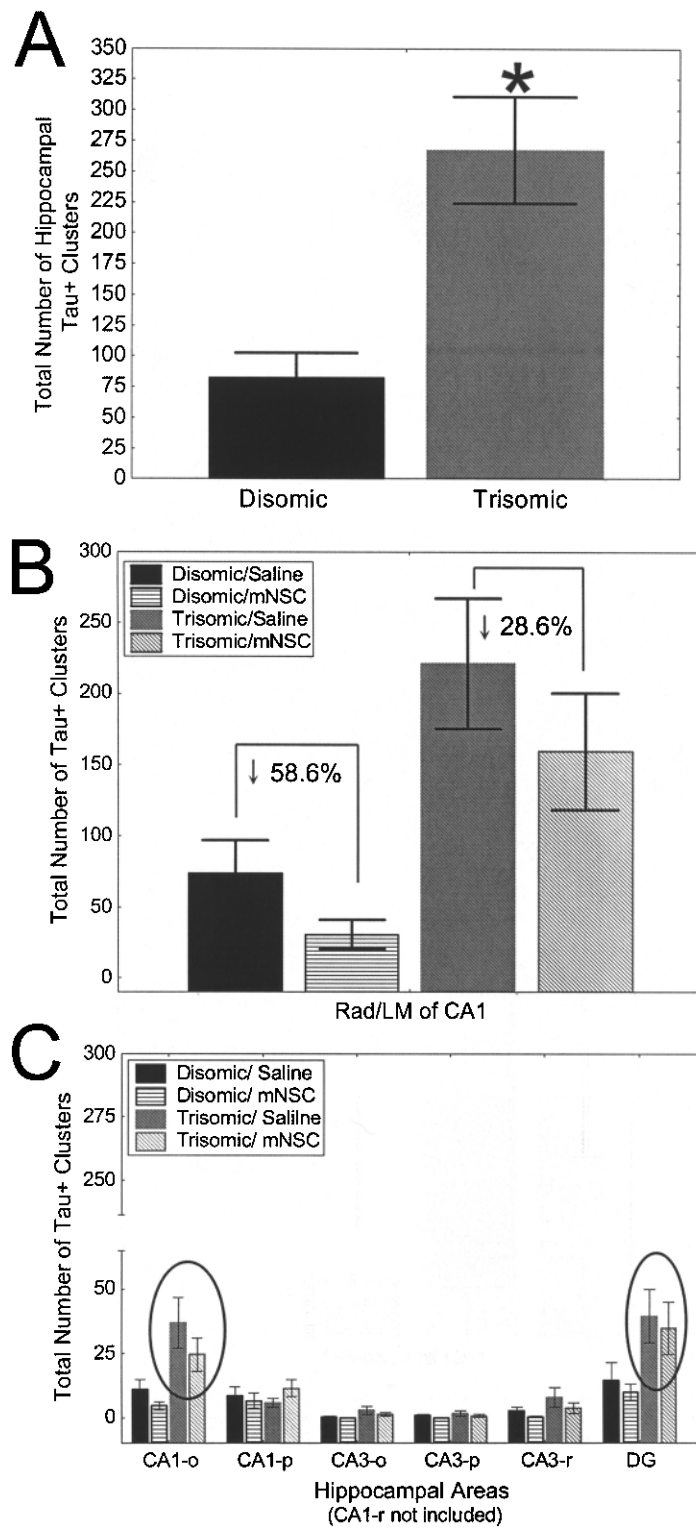 A
350
325
300
275
250
225
200
175
150
125
100
75
50
25
0
Total Number of Hippocampal
Tau+ Clusters
*
Disomic
Trisomic
B
300
250
200
150
100
50
0
Total Number of Tau+ Clusters
Disomic/Saline
Disomic/mNSC
Trisomic/Saline
Trisomic/mNSC
↓ 58.6%
↓ 28.6%
Rad/LM of CA1
C
300
275
250
50
25
0
Total Number of Tau+ Clusters
Disomic/ Saline
Disomic/ mNSC
Trisomic/ Saliline
Trisomic/ mNSC
CA1-o
CA1-p
CA3-o
CA3-p
CA3-r
DG
Hippocampal Areas
(CA1-r not included)